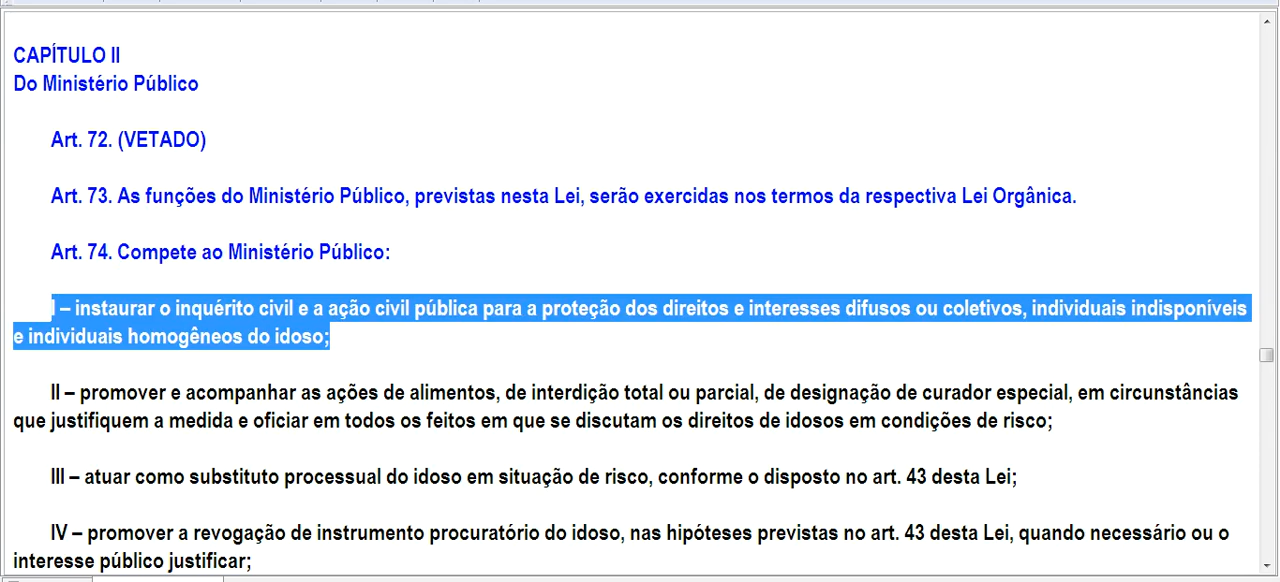 CAPÍTULO II
Do Ministério Público
Art. 72. (VETADO)
Art. 73. As funções do Ministério Público, previstas nesta Lei, serão exercidas nos termos da respectiva Lei Orgânica.
Art. 74. Compete ao Ministério Público:
I – instaurar o inquérito civil e a ação civil pública para a proteção dos direitos e interesses difusos ou coletivos, individuais indisponíveis
e individuais homogêneos do idoso;
II – promover e acompanhar as ações de alimentos, de interdição total ou parcial, de designação de curador especial, em circunstâncias
que justifiquem a medida e oficiar em todos os feitos em que se discutam os direitos de idosos em condições de risco;
III – atuar como substituto processual do idoso em situação de risco, conforme o disposto no art. 43 desta Lei;
IV – promover a revogação de instrumento procuratório do idoso, nas hipóteses previstas no art. 43 desta Lei, quando necessário ou o
interesse público justificar;